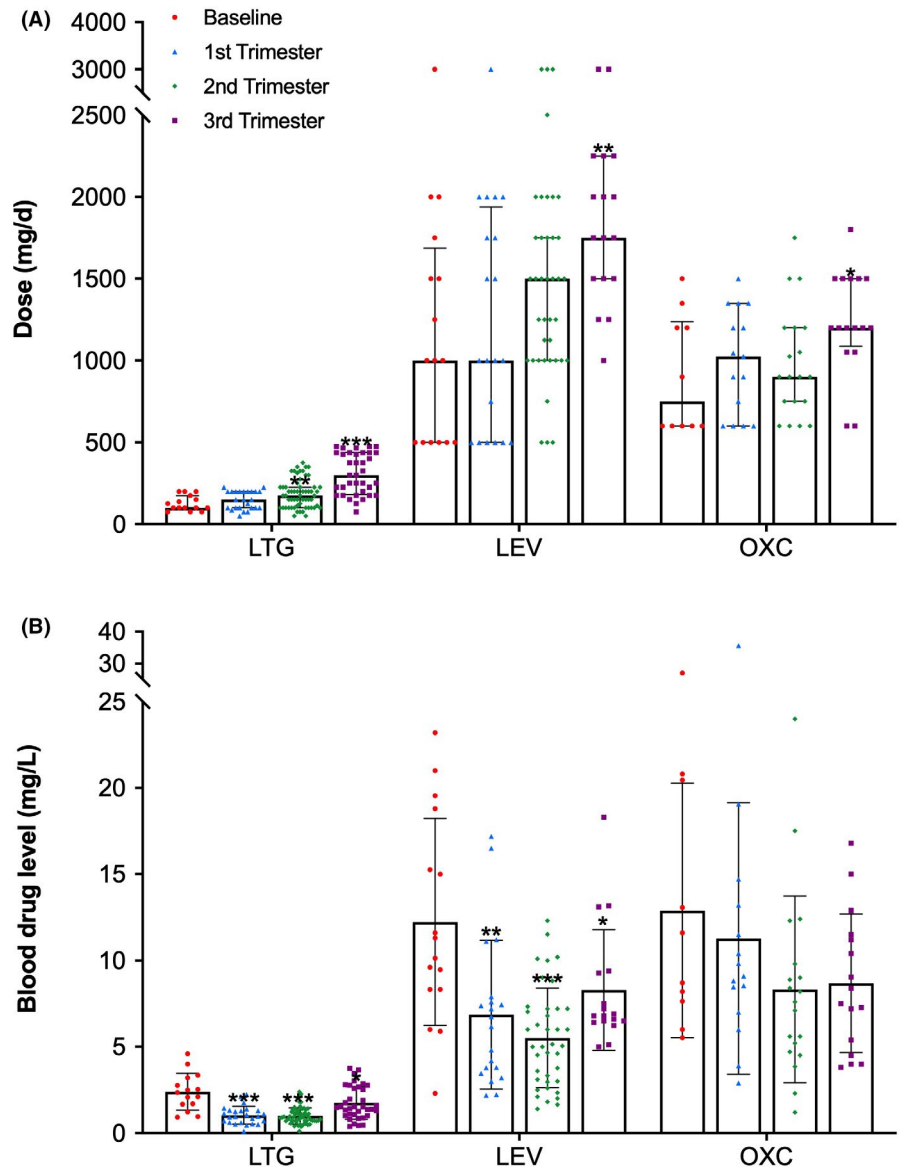 (A)
Baseline
1st Trimester
2nd Trimester
3rd Trimester
Dose (mg/d)
4000
3000
2500
2000
1500
1000
500
0
**
***
**
*
LTG
LEV
OXC
(B)
Blood drug level (mg/L)
40
30
25
20
15
10
5
0
***
***
*
**
***
*
LTG
LEV
OXC